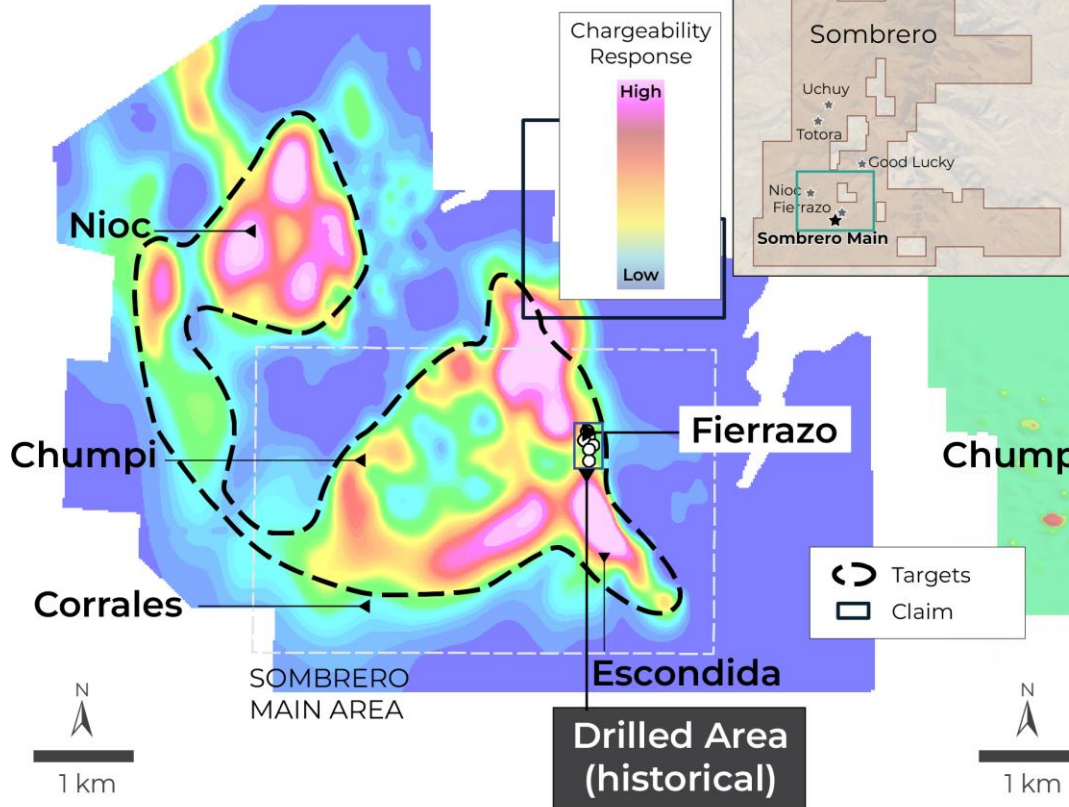 Chargeability
Response
High
Low
Sombrero
Uchuy
Totora
Good Lucky
Nioc
Fierrazo
Sombrero Main
Nioc
Chumpi
Fierrazo
Chump
Corrales
Targets
Claim
SOMBRERO
MAIN AREA
Escondida
Drilled Area
(historical)
N
1 km
N
1 km